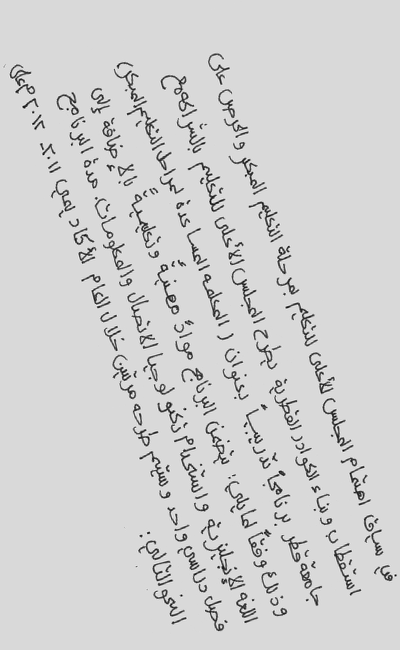 في سياق اهتمام المجلس الأعلى للتعليم بمرحلة التعليم المبكر والحرص على
استقطاب وبناء الكوادر القطرية يطرح المجلس الأعلى للتعليم بالشراكة مع
جامعة قطر برنامجاً تدريبياً بعنوان (المعلمة المساعدة لمراحل التعليم المبكر)
وذلك وفقاً لما يلي: يتضمن البرنامج موادً مهنيةً وتعليميةً بالإضافة إلى
اللغة الإنجليزية واستخدام تكنولوجيا الاتصال والمعلومات. مدة البرنامج
فصل دراسي واحد وسيتم طرحه مرتين خلال العام الأكاديمي ٢٠١١ ـ ٢٠١٢م على
النحو التالي: